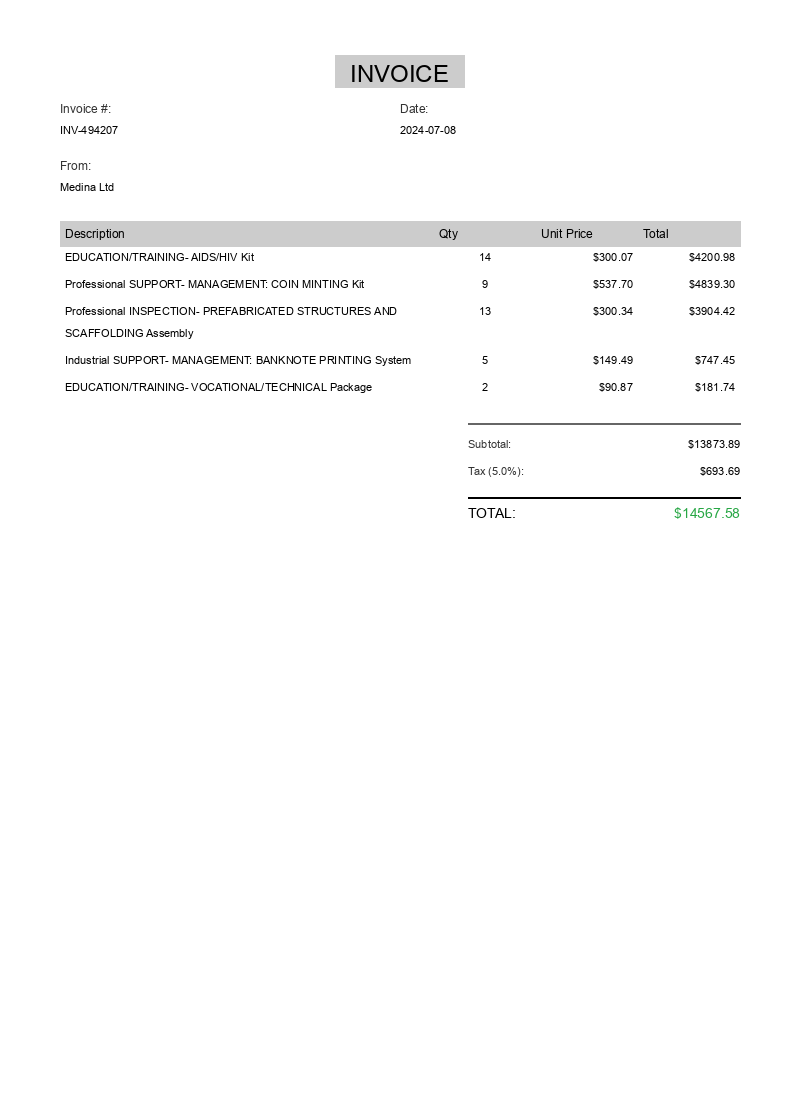 INVOICE
Invoice #: Date:
INV-494207 2024-07-08
From:
Medina Ltd
Description Qty Unit Price Total
EDUCATION/TRAINING- AIDS/HIV Kit 14 $300.07 $4200.98
Professional SUPPORT- MANAGEMENT: COIN MINTING Kit 9 $537.70 $4839.30
Professional INSPECTION- PREFABRICATED STRUCTURES AND 13 $300.34 $3904.42
SCAFFOLDING Assembly
Industrial SUPPORT- MANAGEMENT: BANKNOTE PRINTING System 5 $149.49 $747.45
EDUCATION/TRAINING- VOCATIONAL/TECHNICAL Package 2 $90.87 $181.74
Subtotal: $13873.89
Tax (5.0%): $693.69
TOTAL: $14567.58